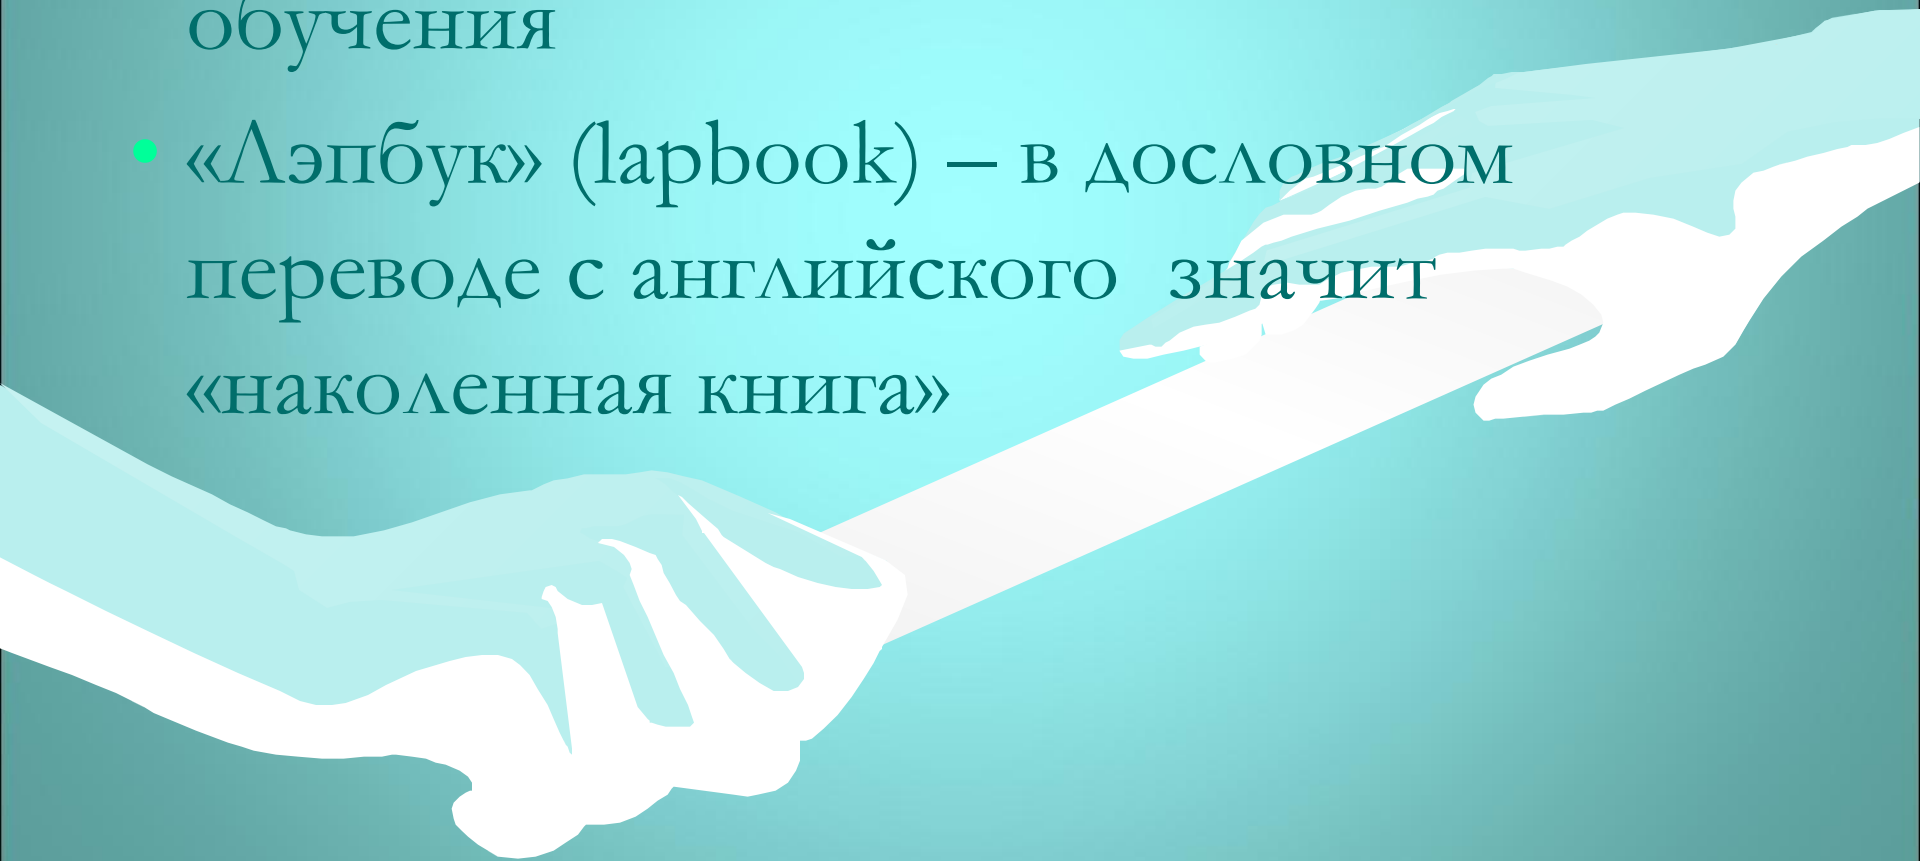 обучения
• «Лэпбук» (lapbook) – в дословном
переводе с английского  значит
«наколенная книга»